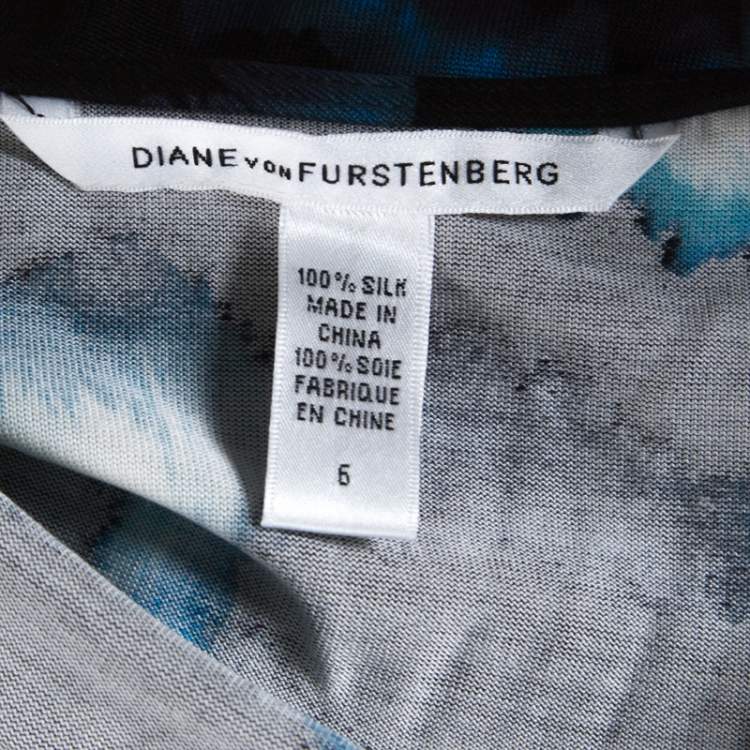 DIANE VON FURSTENBERG
100% SILK
MADE IN
CHINA
100% SOIE
FABRIQUE
EN CHINE
6